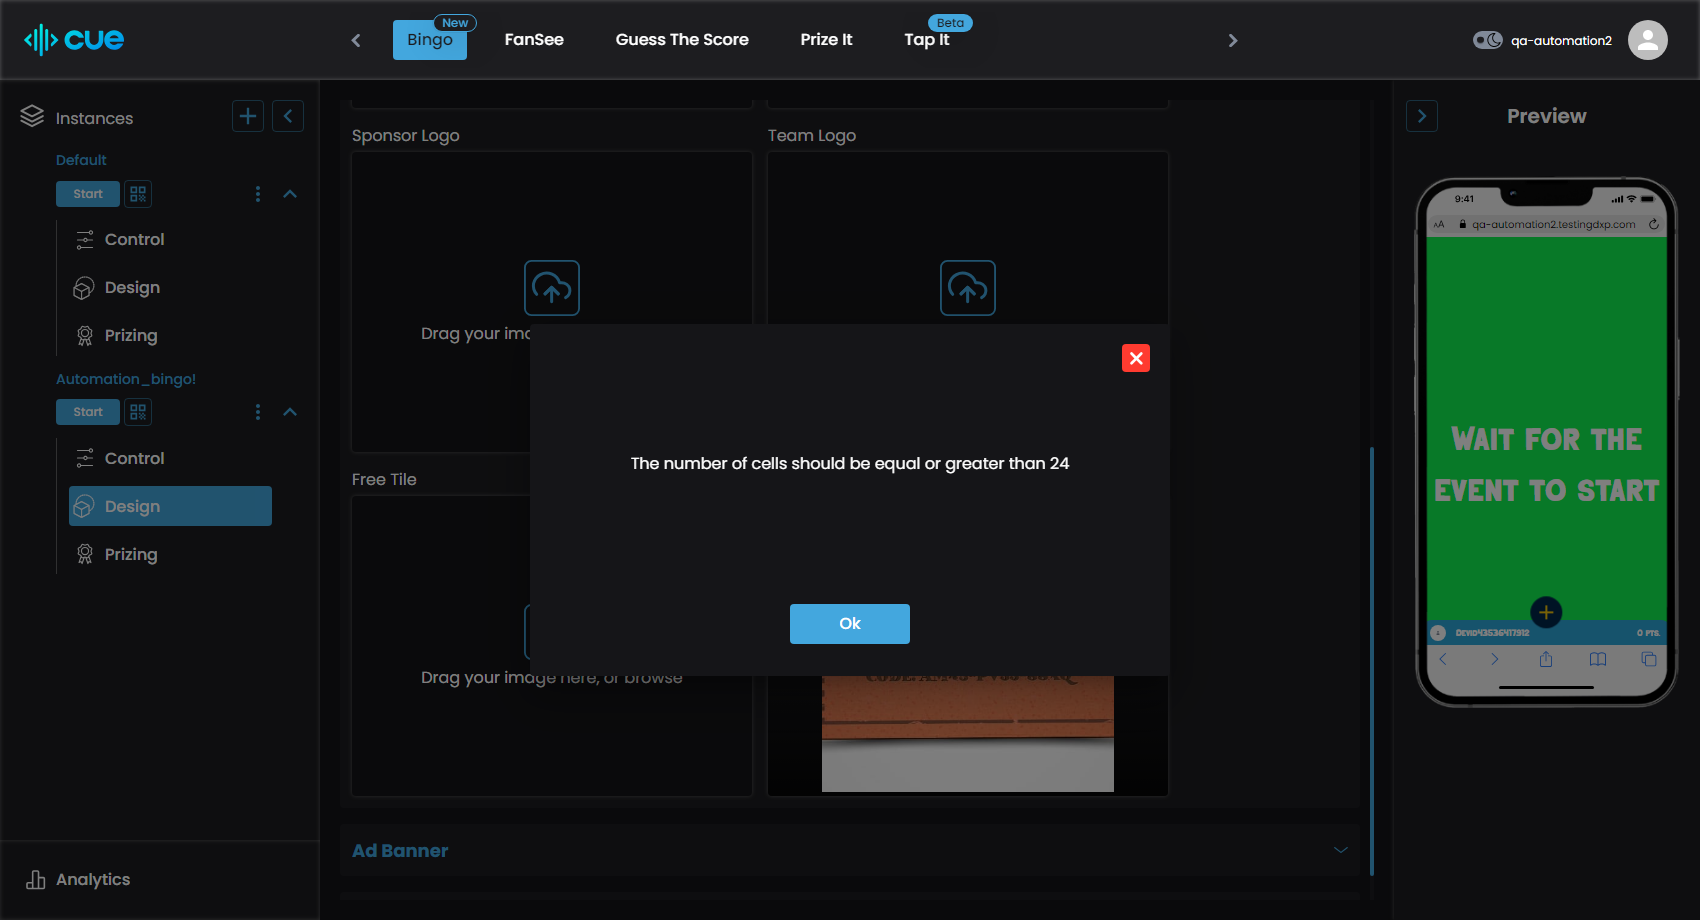 cue
Bingo
New
FanSee
Guess The Score
Prize It
Tap It
Beta
qa-automation2
Instances
Default
Start
Control
Design
Prizing
Automation_bingo!
Start
Control
Design
Prizing
Analytics
Sponsor Logo
Team Logo
Drag your
Free Tile
Drag your image here, or browse
The number of cells should be equal or greater than 24
Ok
Ad Banner
Preview
9:41
AA qa-automation2.testingdxp.com
WAIT FOR THE
EVENT TO START
0 PTS.